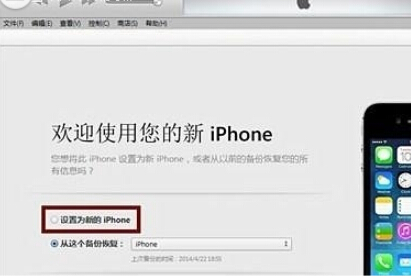 文件(F) 编辑(E) 查看(V) 控制(C) 商店(S) 帮助(H)
欢迎使用您的新 iPhone
您想将此 iPhone 设置为新 iPhone，或者从以前的备份恢复您的所
有信息吗？
设置为新的 iPhone
从这个备份恢复： iPhone
上次备份的时间： 2014/4/22 18:55